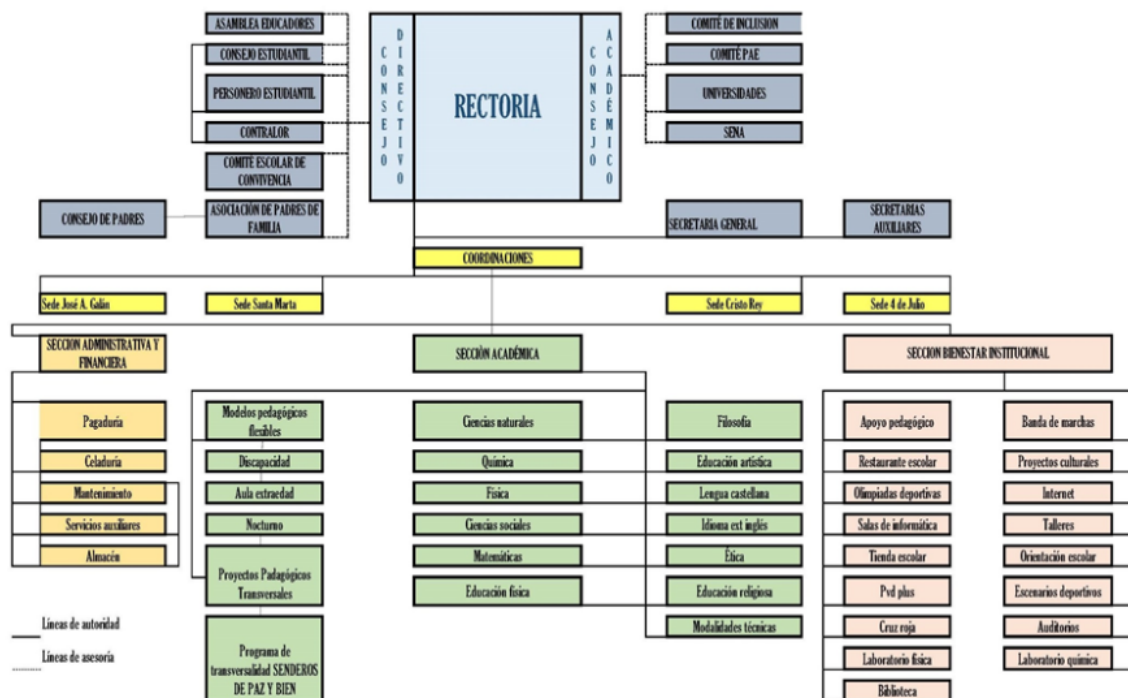 ASAMBLEA EDUCADORES
CONSEJO ESTUDIANTIL
PERSONERO ESTUDIANTIL
CONTRALOR
COMITÉ ESCOLAR DE
CONVIVENCIA
CONSEJO DE PADRES
ASOCIACIÓN DE PADRES DE
FAMILIA
CONSEJO
DIRECTIVO
RECTORIA
CONSEJO
ACADÉMICO
COMITÉ DE INCLUSION
COMITÉ PAE
UNIVERSIDADES
SENA
SECRETARIA GENERAL
SECRETARIAS
AUXILIARES
COORDINACIONES
Sede José A. Galán
Sede Santa Marta
Sede Cristo Rey
Sede 4 de Julio
SECCION ADMINISTRATIVA Y
FINANCIERA
SECCIÓN ACADÉMICA
SECCION BIENESTAR INSTITUCIONAL
Pagaduría
Celaduría
Mantenimiento
Servicios auxiliares
Almacén
Modelos pedagógicos
flexibles
Discapacidad
Aula extraedad
Nocturno
Proyectos Padagógicos
Transversales
Programa de
transversalidad SENDEROS
DE PAZ Y BIEN
Ciencias naturales
Química
Física
Ciencias sociales
Matemáticas
Educación física
Filosofía
Educación artística
Lengua castellana
Idioma ext inglés
Ética
Educación religiosa
Modalidades técnicas
Apoyo pedagógico
Restaurante escolar
Olimpiadas deportivas
Salas de informática
Tienda escolar
Pvd plus
Cruz roja
Laboratorio física
Biblioteca
Banda de marchas
Proyectos culturales
Internet
Talleres
Orientación escolar
Escenarios deportivos
Auditorios
Laboratorio química
Líneas de autoridad
Líneas de asesoría